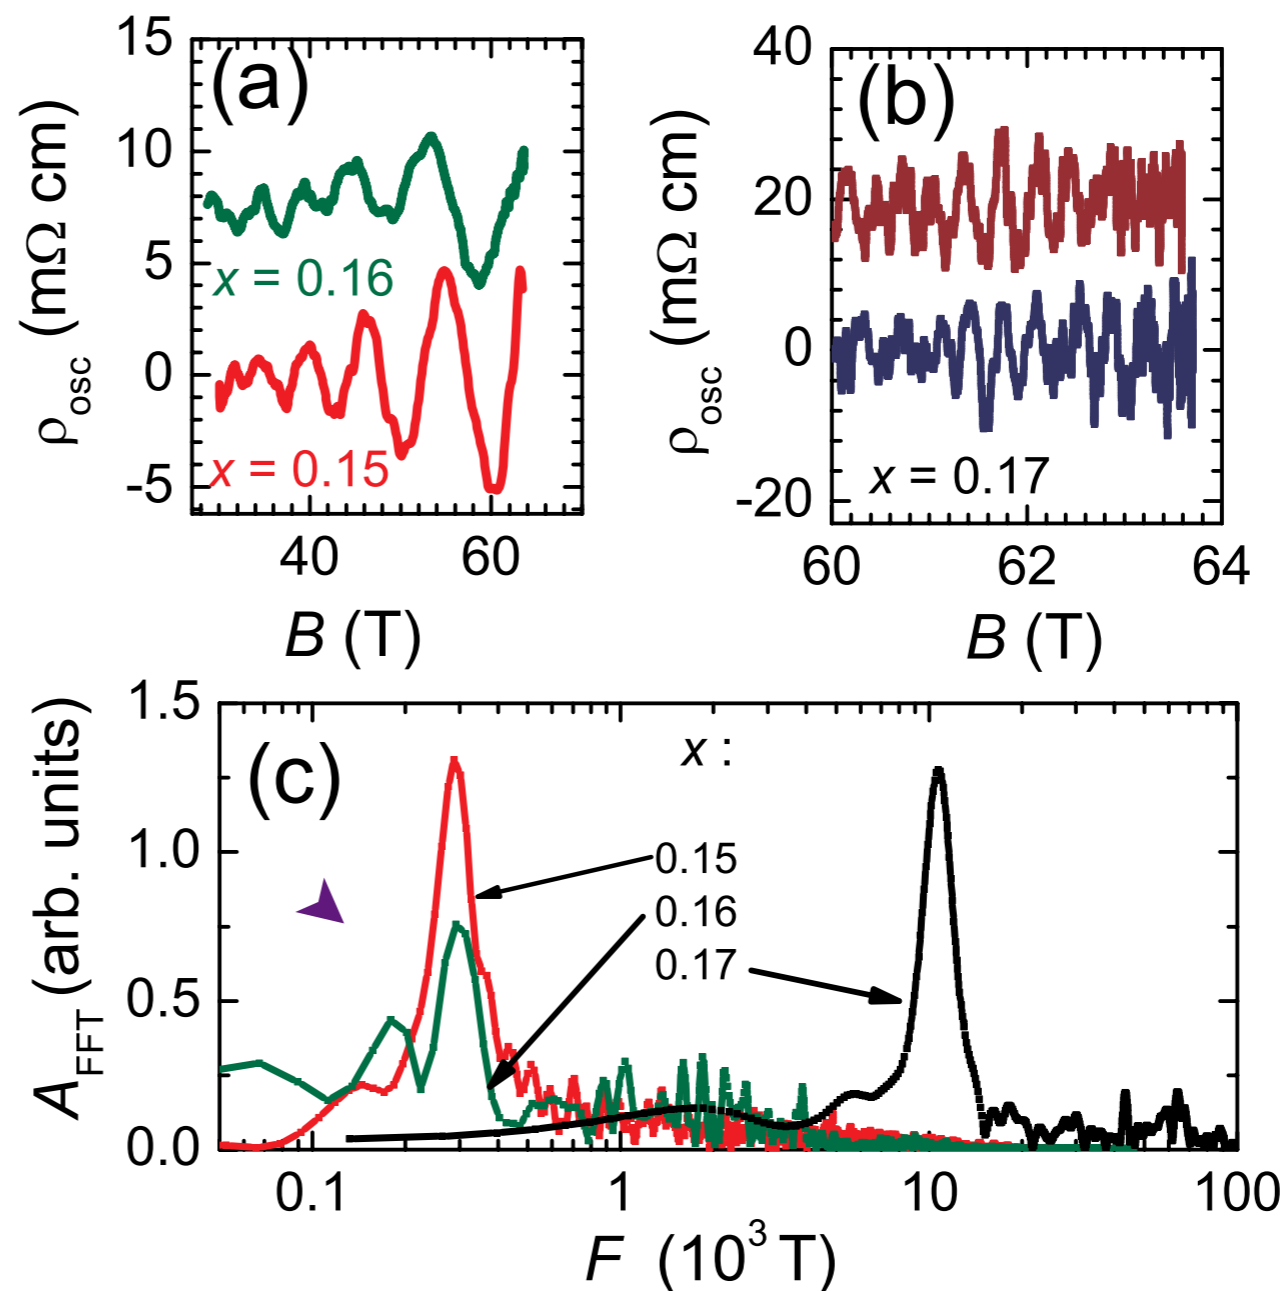 (a)
15
10
5
0
-5
ρosc (mΩ cm)
x = 0.16
x = 0.15
40 60
B (T)
(b)
40
20
0
-20
ρosc (mΩ cm)
x = 0.17
60 62 64
B (T)
(c)
1.5
1.0
0.5
0.0
AFFT (arb. units)
x :
0.15
0.16
0.17
0.1 1 10 100
F (10³ T)